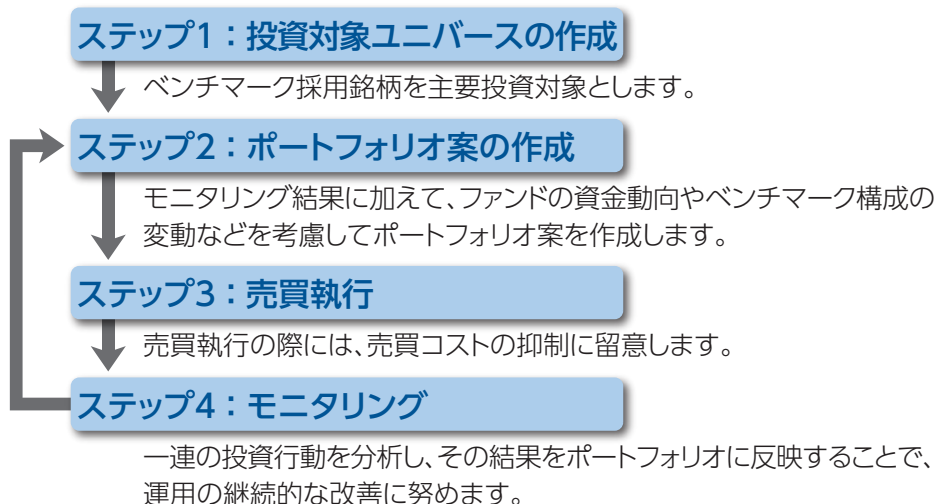 ステップ1：投資対象ユニバースの作成
ベンチマーク採用銘柄を主要投資対象とします。
ステップ2：ポートフォリオ案の作成
モニタリング結果に加えて、ファンドの資金動向やベンチマーク構成の
変動などを考慮してポートフォリオ案を作成します。
ステップ3：売買執行
売買執行の際には、売買コストの抑制に留意します。
ステップ4：モニタリング
一連の投資行動を分析し、その結果をポートフォリオに反映することで、
運用の継続的な改善に努めます。